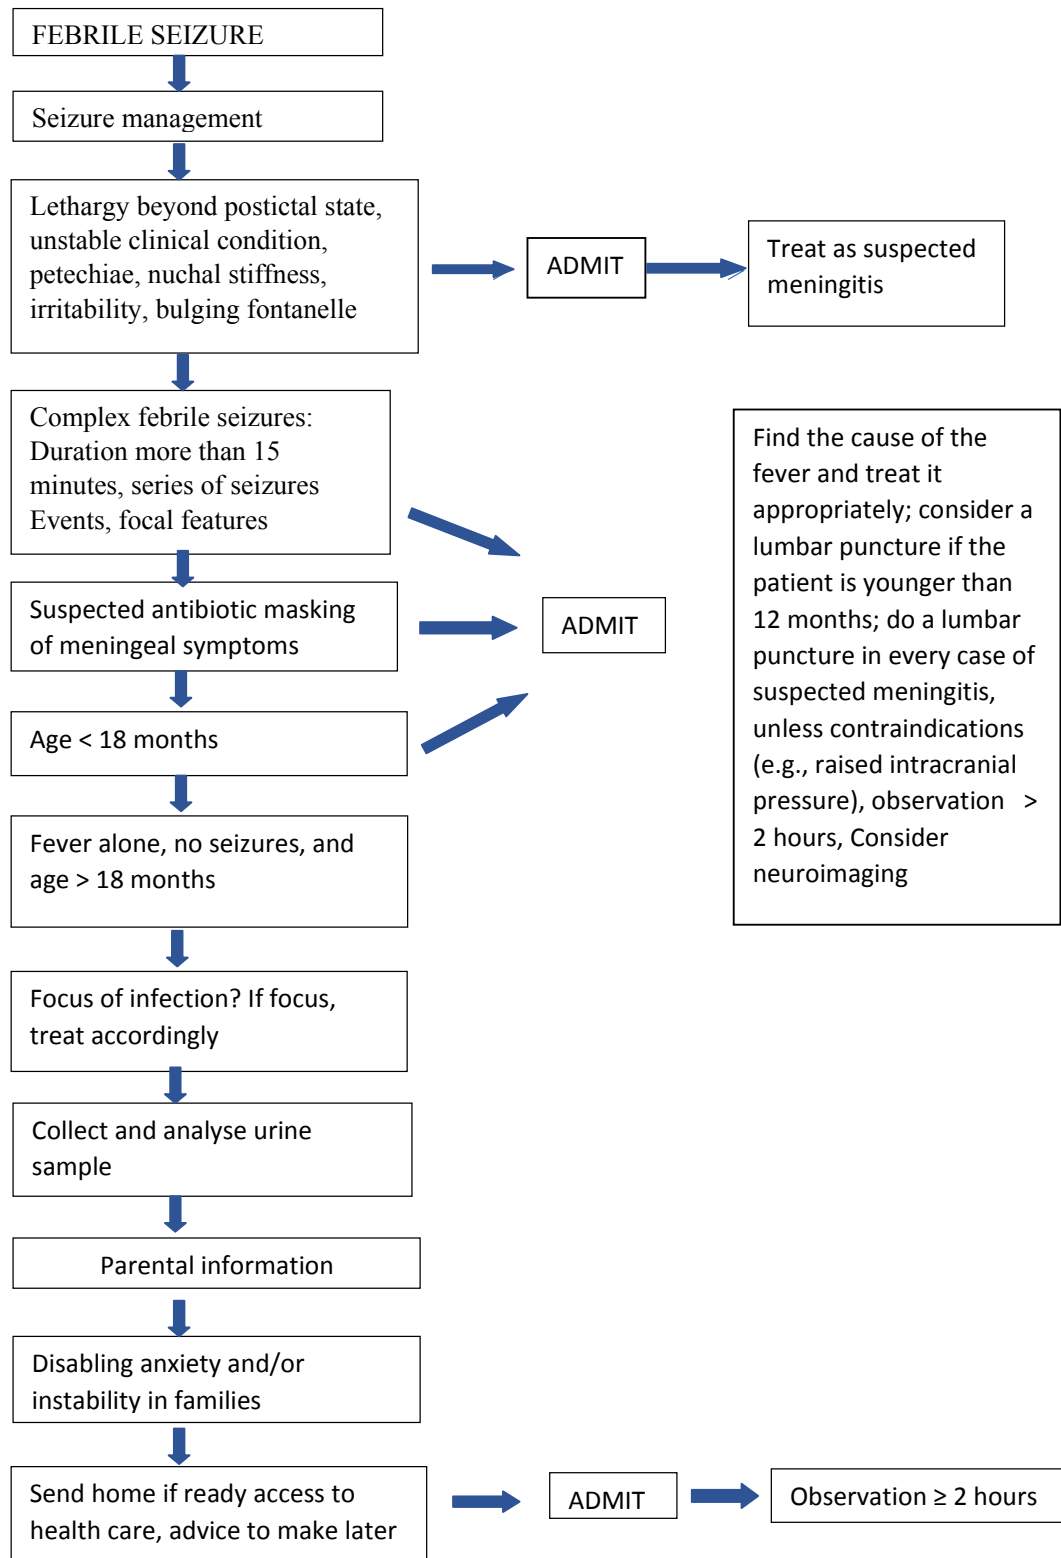 FEBRILE SEIZURE
Seizure management
Lethargy beyond postictal state,
unstable clinical condition,
petechiae, nuchal stiffness,
irritability, bulging fontanelle
ADMIT
Treat as suspected
meningitis
Complex febrile seizures:
Duration more than 15
minutes, series of seizures
Events, focal features
Suspected antibiotic masking
of meningeal symptoms
Age < 18 months
ADMIT
Find the cause of the
fever and treat it
appropriately; consider a
lumbar puncture if the
patient is younger than
12 months; do a lumbar
puncture in every case of
suspected meningitis,
unless contraindications
(e.g., raised intracranial
pressure), observation >
2 hours, Consider
neuroimaging
Fever alone, no seizures, and
age > 18 months
Focus of infection? If focus,
treat accordingly
Collect and analyse urine
sample
Parental information
Disabling anxiety and/or
instability in families
Send home if ready access to
health care, advice to make later
ADMIT
Observation ≥ 2 hours